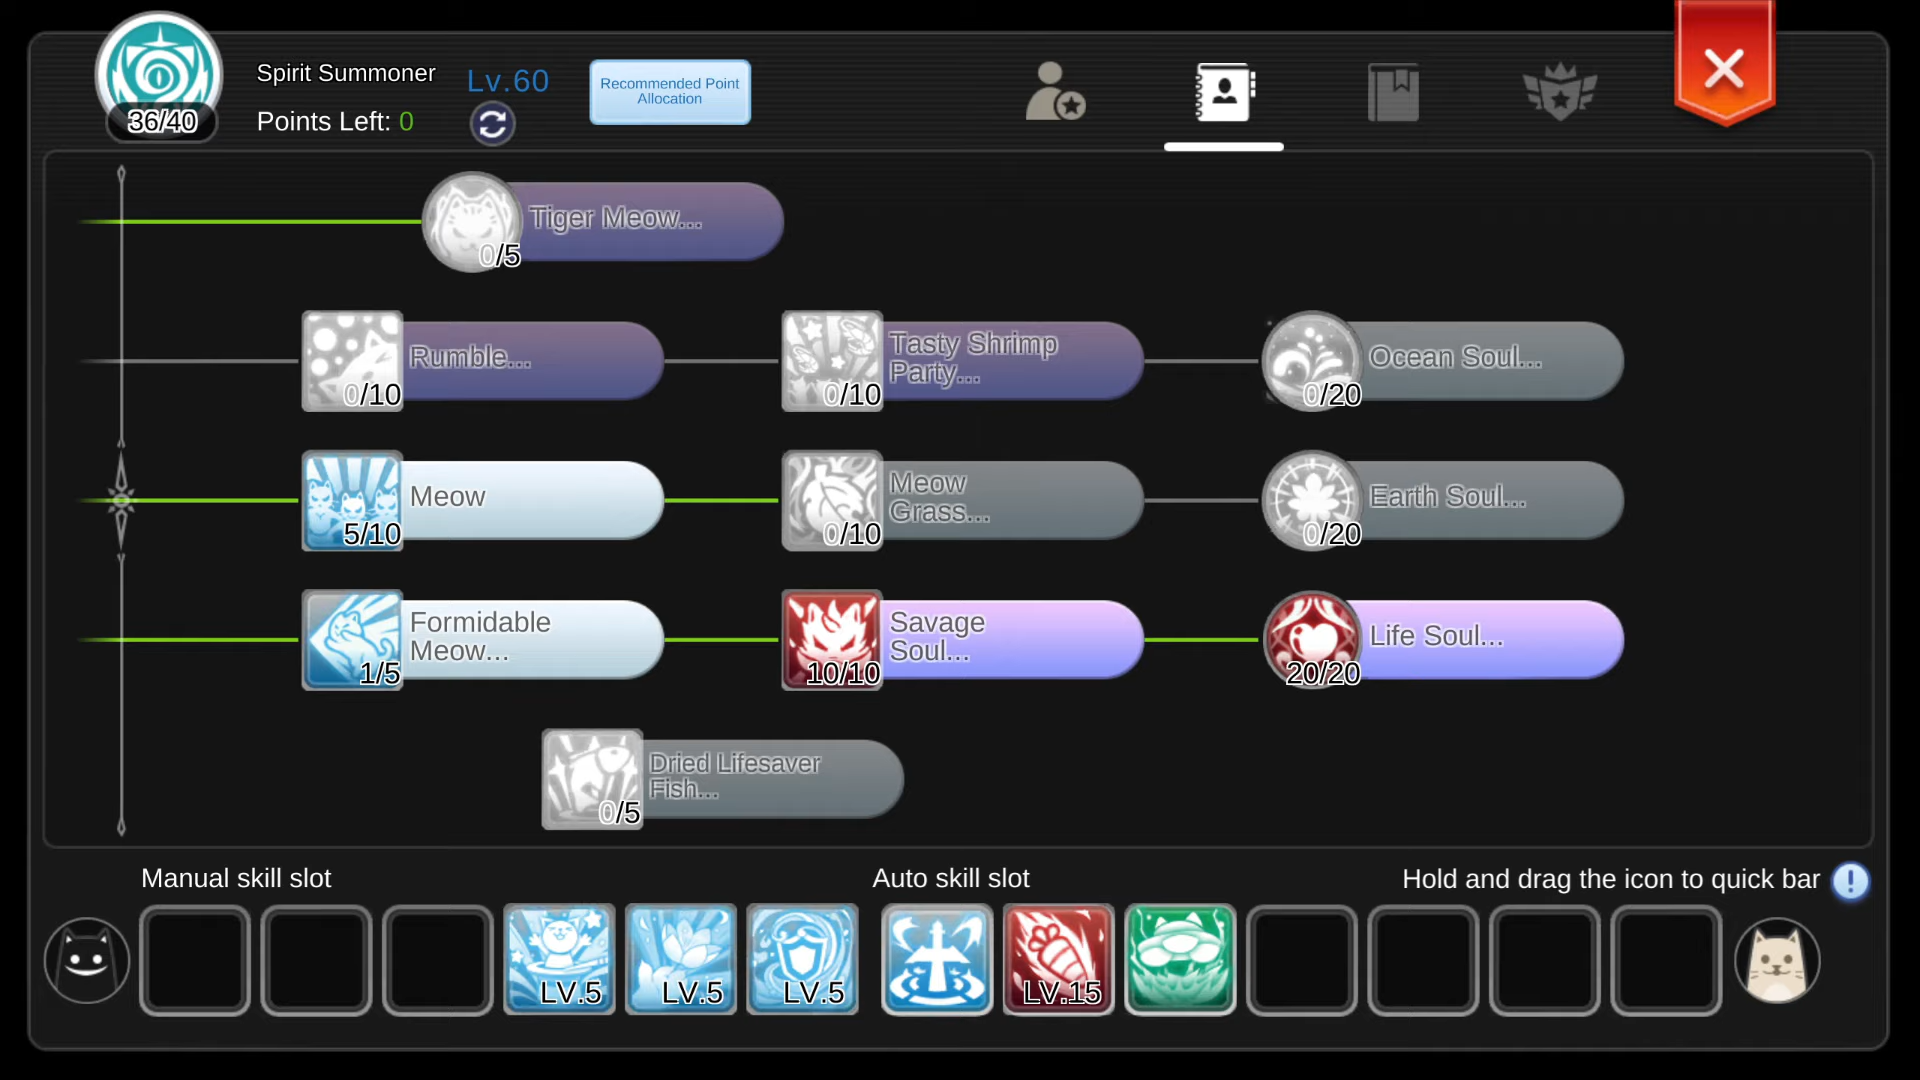 Spirit Summoner
Lv.60
Recommended Point
Allocation
36/40
Points Left: 0
Tiger Meow...
0/5
Rumble...
0/10
Tasty Shrimp
Party...
0/10
Ocean Soul...
0/20
Meow
5/10
Meow
Grass...
0/10
Earth Soul...
0/20
Formidable
Meow...
1/5
Savage
Soul...
10/10
Life Soul...
20/20
Dried Lifesaver
Fish...
0/5
Manual skill slot
Auto skill slot
Hold and drag the icon to quick bar
!
LV.5
LV.5
LV.5
LV.15